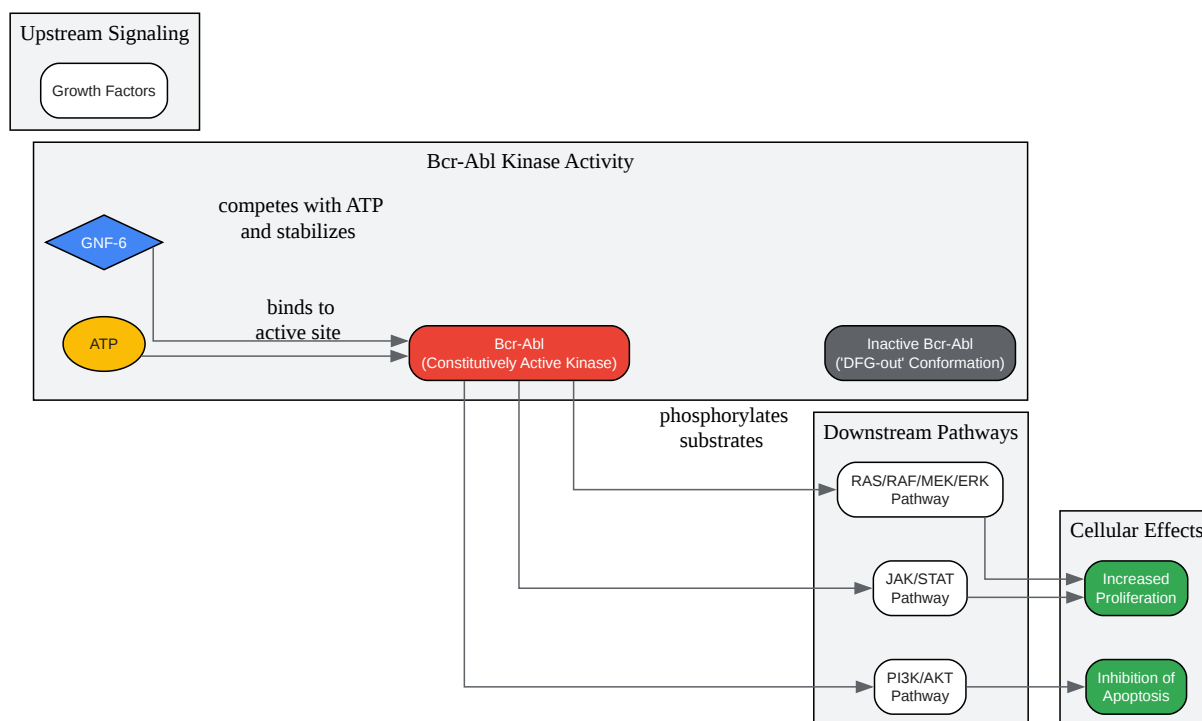 Upstream Signaling
Growth Factors
Bcr-Abl Kinase Activity
competes with ATP
and stabilizes
GNF-6
binds to
active site
ATP
Bcr-Abl
(Constitutively Active Kinase)
Inactive Bcr-Abl
('DFG-out' Conformation)
phosphorylates
substrates
Downstream Pathways
RAS/RAF/MEK/ERK
Pathway
Cellular Effects
JAK/STAT
Pathway
Increased
Proliferation
PI3K/AKT
Pathway
Inhibition of
Apoptosis